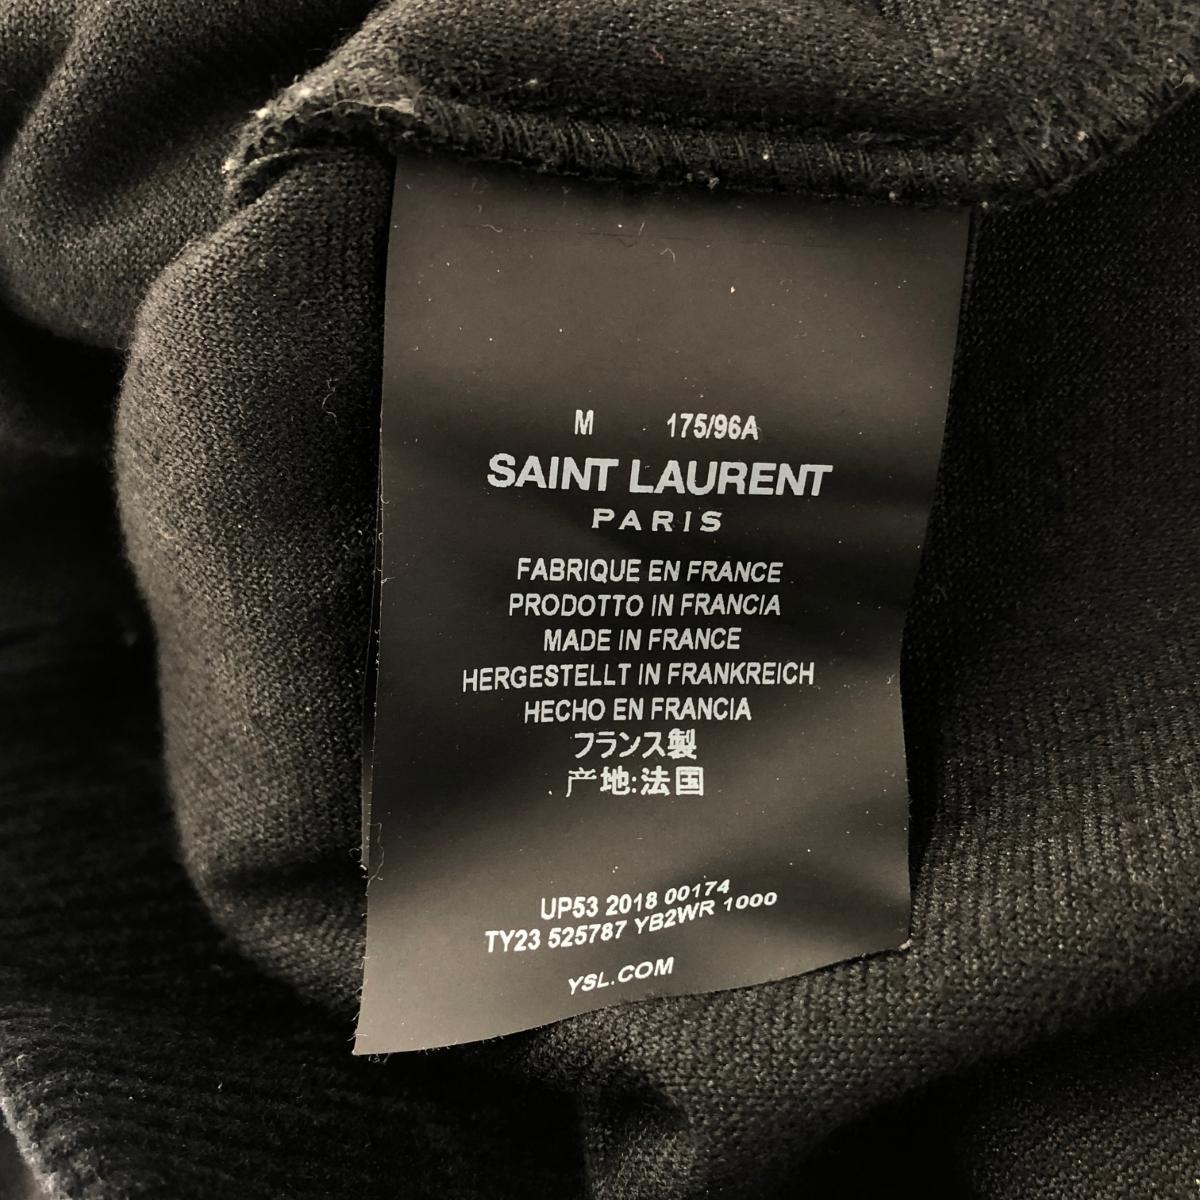 M 175/96A
SAINT LAURENT
PARIS
FABRIQUE EN FRANCE
PRODOTTO IN FRANCIA
MADE IN FRANCE
HERGESTELLT IN FRANKREICH
HECHO EN FRANCIA
フランス製
产地:法国
UP53 2018 00174
TY23 525787 YB2WR 1000
YSL.COM